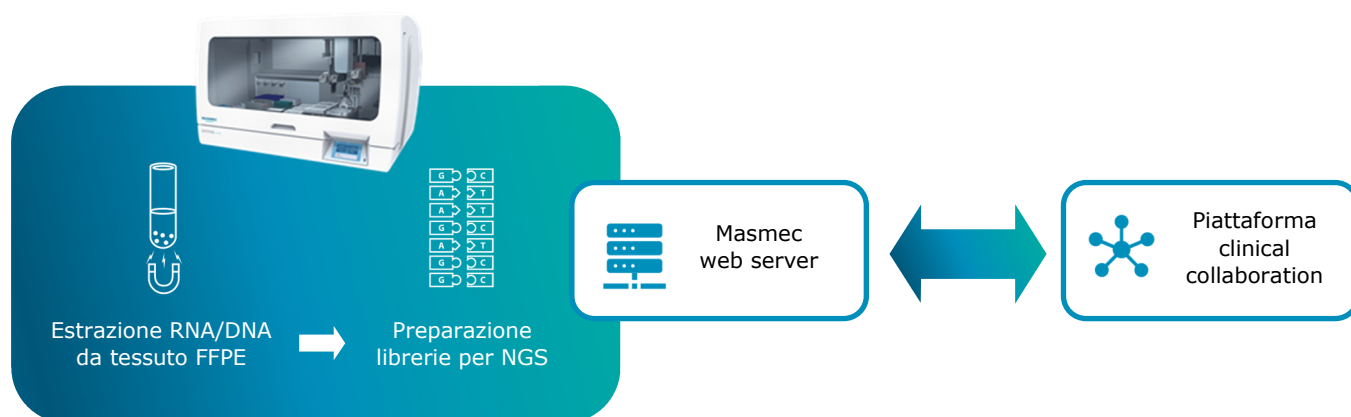 G C
A T
A T
G C
A T
G C
G C
Estrazione RNA/DNA
da tessuto FFPE
Preparazione
librerie per NGS
Masmec
web server
Piattaforma
clinical
collaboration